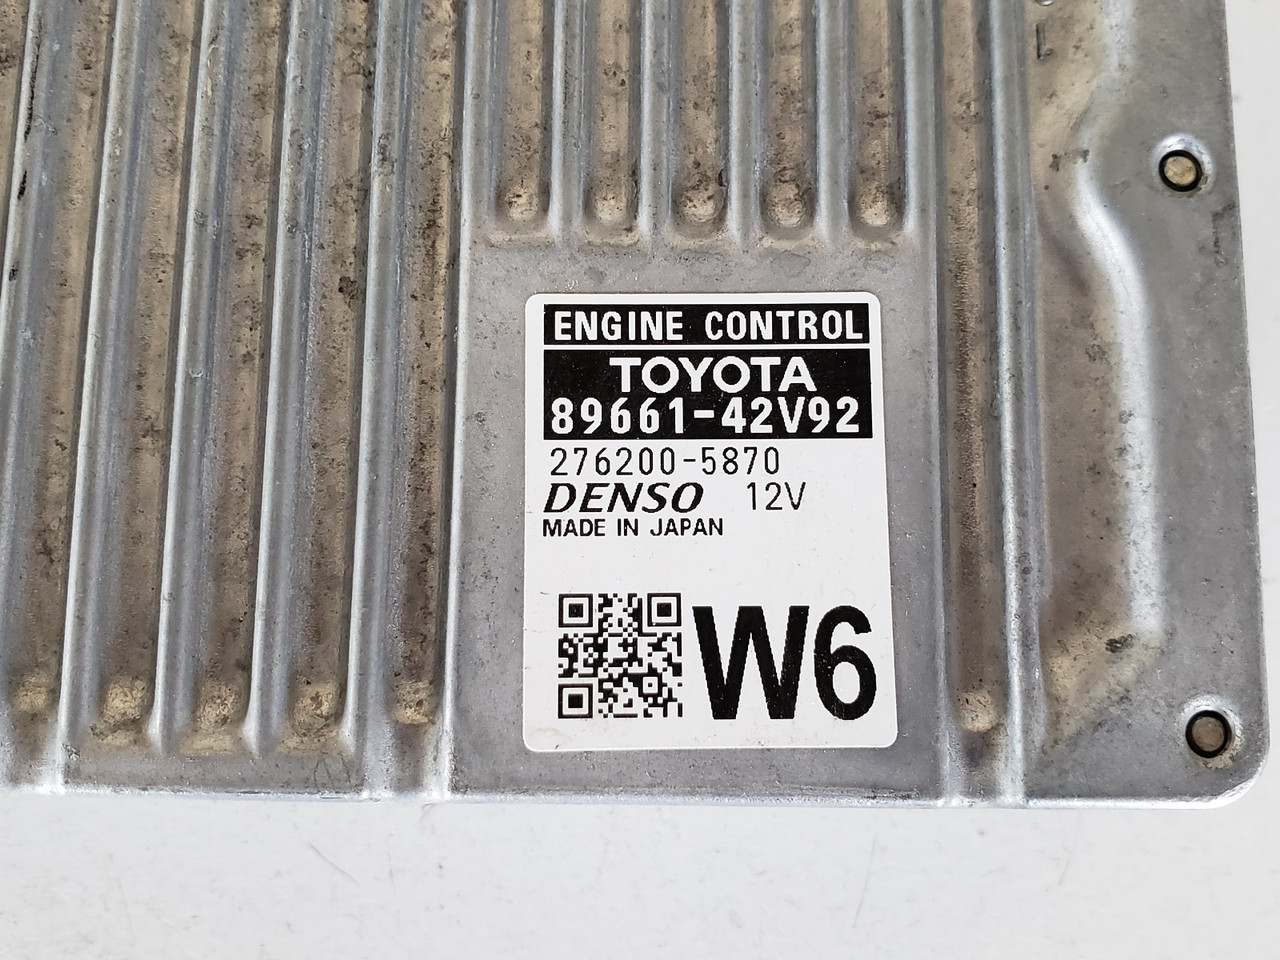 ENGINE CONTROL
TOYOTA
89661-42V92
276200-5870
DENSO 12V
MADE IN JAPAN
W6